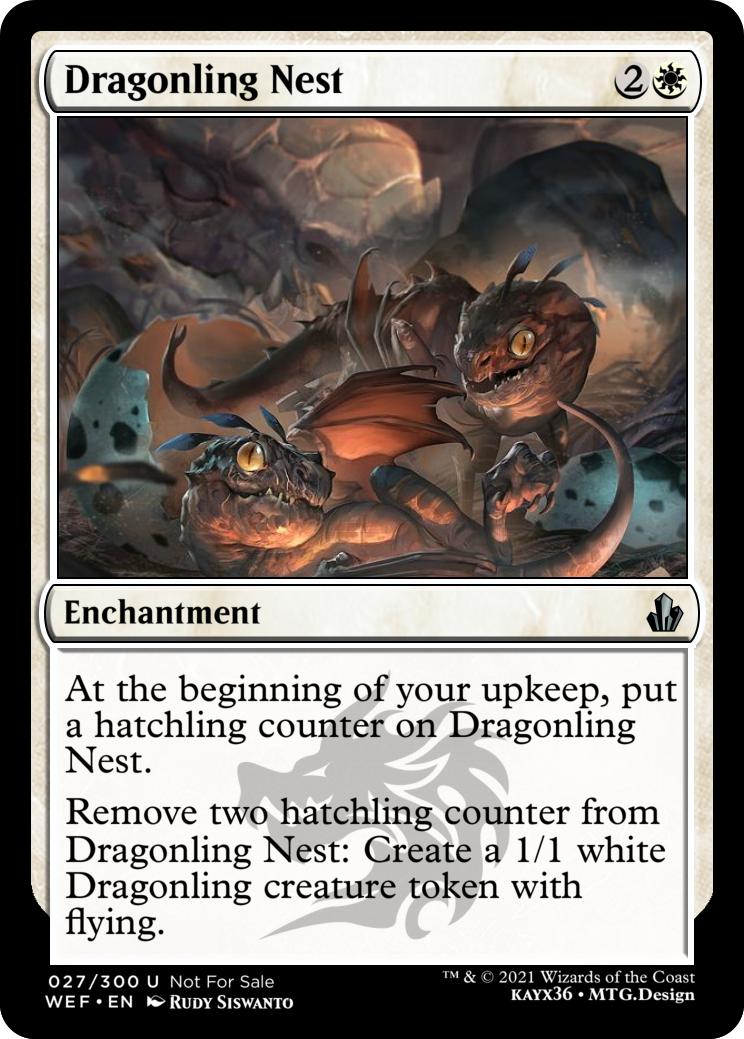 Dragonling Nest 2
Enchantment
At the beginning of your upkeep, put
a hatchling counter on Dragonling
Nest.
Remove two hatchling counter from
Dragonling Nest: Create a 1/1 white
Dragonling creature token with
flying.
027/300 U Not For Sale
WEF • EN Rudy Siswanto
™ & © 2021 Wizards of the Coast
KAYX36 • MTG.Design